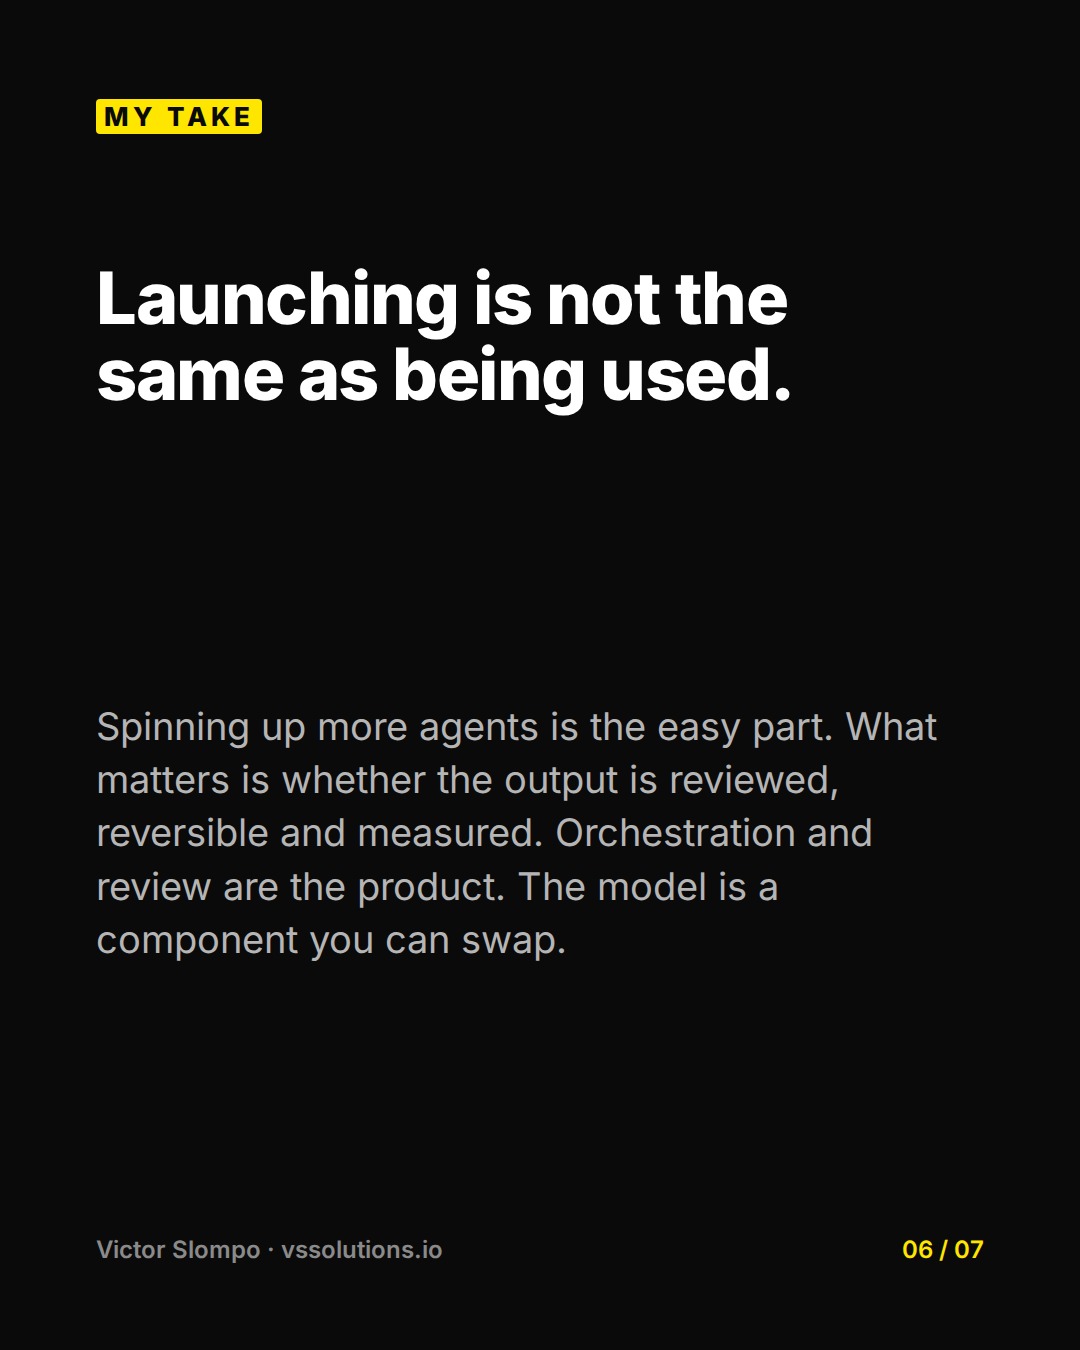 MY TAKE
Launching is not the
same as being used.
Spinning up more agents is the easy part. What
matters is whether the output is reviewed,
reversible and measured. Orchestration and
review are the product. The model is a
component you can swap.
Victor Slompo · vssolutions.io
06 / 07